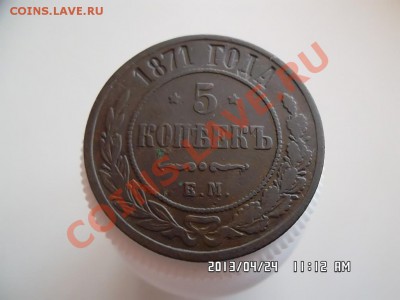 COINS.LAVE.RU
1871 ГОДА
5
КОПѢЕКЪ
Е.М.
COINS.LAVE.RU
2013/04/24 11:12 AM